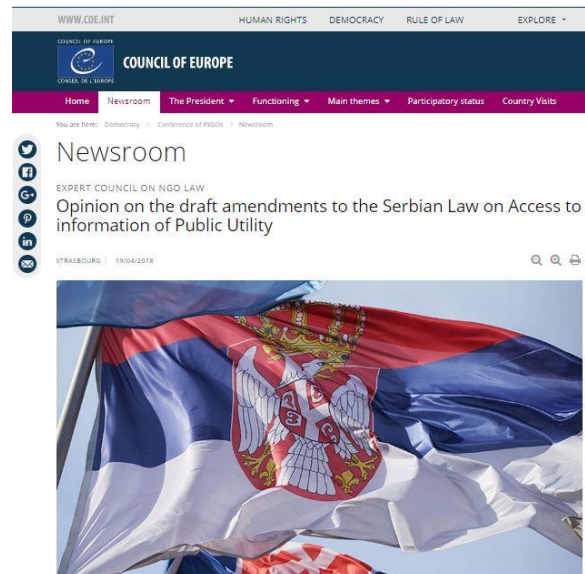 WWW.COE.INT HUMAN RIGHTS DEMOCRACY RULE OF LAW EXPLORE
COUNCIL OF EUROPE
COUNCIL OF EUROPE
CONSEIL DE L'EUROPE
Home Newsroom The President Functioning Main themes Participatory status Country Visits
You are here: Democracy Conference of INGOs Newsroom
Newsroom
EXPERT COUNCIL ON NGO LAW
Opinion on the draft amendments to the Serbian Law on Access to
information of Public Utility
STRASBOURG 19/04/2018